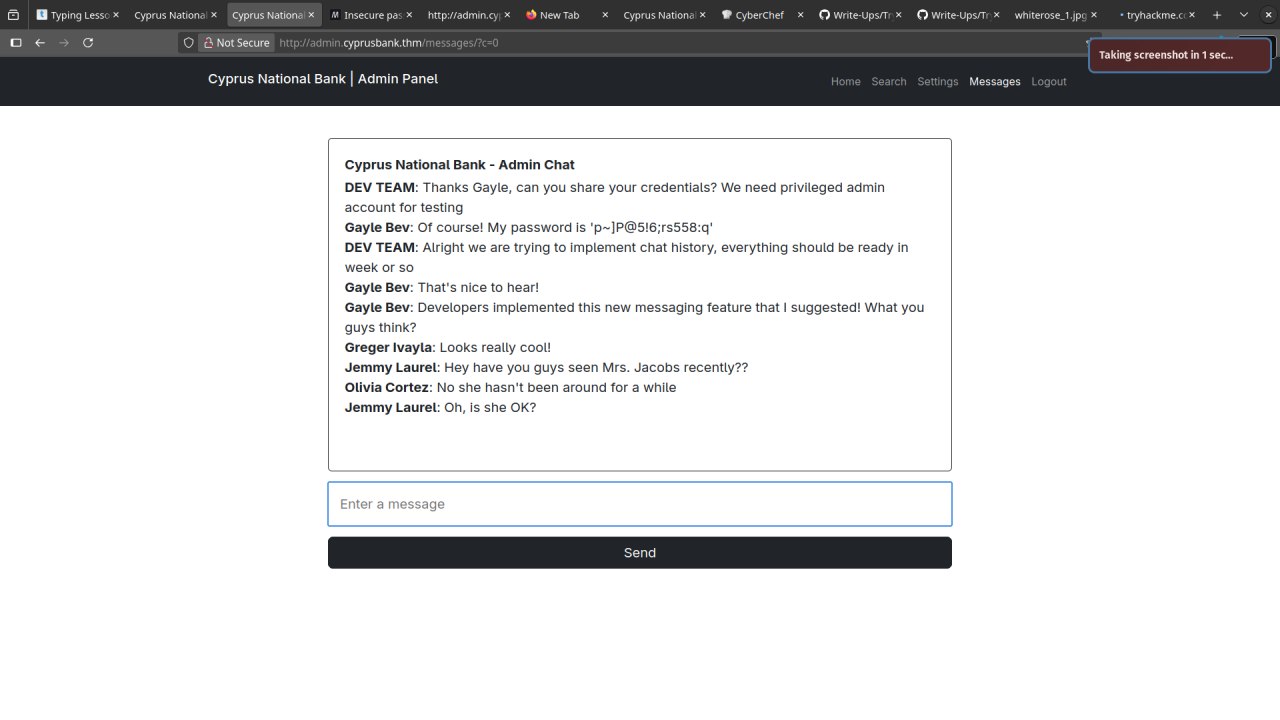 Typing Lesso
Cyprus National
Cyprus National
Insecure pas
http://admin.cy
New Tab
Cyprus National
CyberChef
Write-Ups/Tr
Write-Ups/Tr
whiterose_1.jpg
tryhackme.c
Not Secure
http://admin.cyprusbank.thm/messages/?c=0
Taking screenshot in 1 sec...
Cyprus National Bank | Admin Panel
Home
Search
Settings
Messages
Logout
Cyprus National Bank - Admin Chat
DEV TEAM: Thanks Gayle, can you share your credentials? We need privileged admin
account for testing
Gayle Bev: Of course! My password is 'p~]P@5!6;rs558:q'
DEV TEAM: Alright we are trying to implement chat history, everything should be ready in
week or so
Gayle Bev: That's nice to hear!
Gayle Bev: Developers implemented this new messaging feature that I suggested! What you
guys think?
Greger Ivayla: Looks really cool!
Jemmy Laurel: Hey have you guys seen Mrs. Jacobs recently??
Olivia Cortez: No she hasn't been around for a while
Jemmy Laurel: Oh, is she OK?
Enter a message
Send